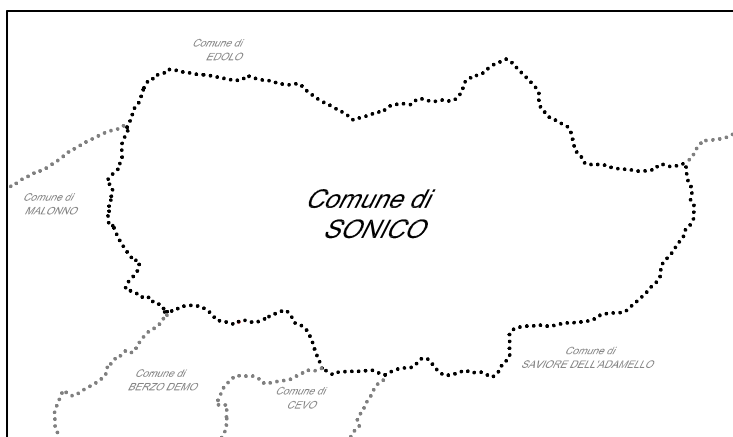 Comune di
EDOLO
Comune di
MALONNO
Comune di
SONICO
Comune di
SAVIORE DELL'ADAMELLO
Comune di
BERZO DEMO
Comune di
CEVO